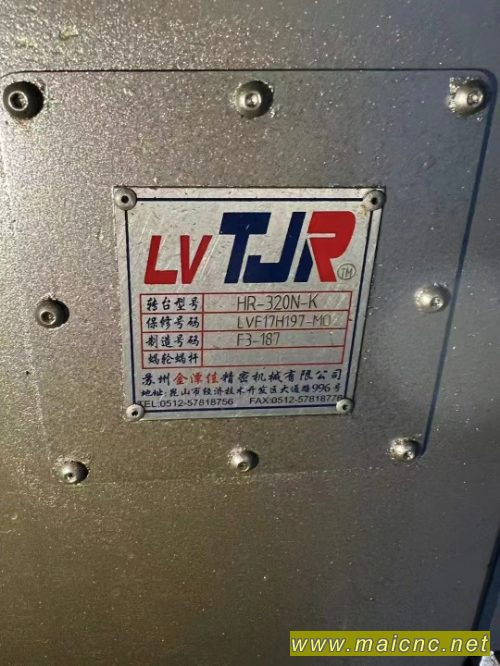 LV TJR TM
转台型号 HR-320N-K
保修号码 LVF17H197-M02
制造号码 F3-187
蜗轮蜗杆
苏州金潭佳精密机械有限公司
地址:昆山市经济技术开发区大通路996号
TEL:0512-57818756 FAX:0512-57818778
www.maicnc.net